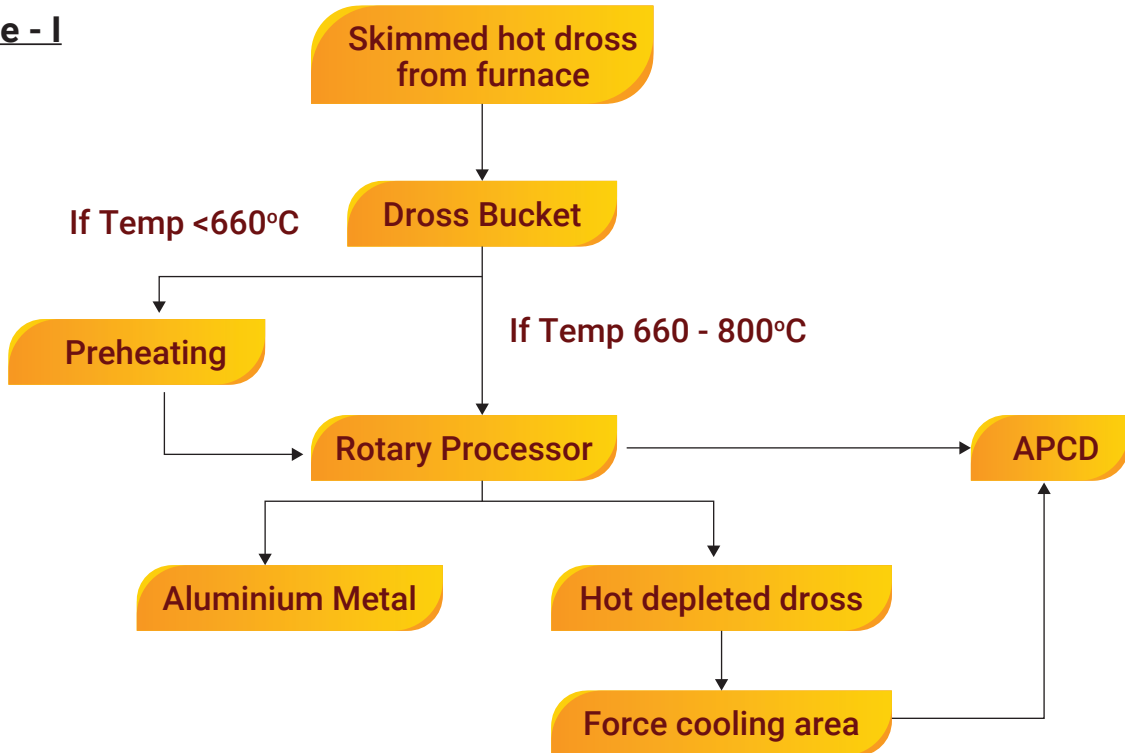 e - I
Skimmed hot dross
from furnace
Dross Bucket
If Temp <660°C
If Temp 660 - 800°C
Preheating
Rotary Processor
APCD
Aluminium Metal
Hot depleted dross
Force cooling area